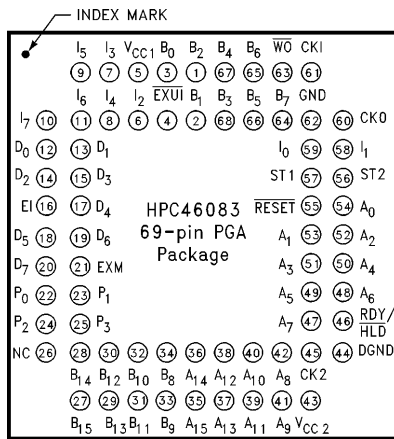 INDEX MARK
I5 I3 VCC1 B0 B2 B4 B6 WO CKI
9 7 5 3 1 67 65 63 61
I6 I4 I2 EXUI B1 B3 B5 B7 GND
I7 10 11 8 6 4 2 68 66 64 62 60 CKO
D0 12 13 D1 I0 59 58 I1
D2 14 15 D3 ST1 57 56 ST2
EI 16 17 D4 HPC46083 RESET 55 54 A0
D5 18 19 D6 69-pin PGA A1 53 52 A2
D7 20 21 EXM Package A3 51 50 A4
P0 22 23 P1 A5 49 48 A6
P2 24 25 P3 A7 47 46 RDY/
HLD
NC 26 28 30 32 34 36 38 40 42 45 44 DGND
B14 B12 B10 B8 A14 A12 A10 A8 CK2
27 29 31 33 35 37 39 41 43
B15 B13 B11 B9 A15 A13 A11 A9 VCC2